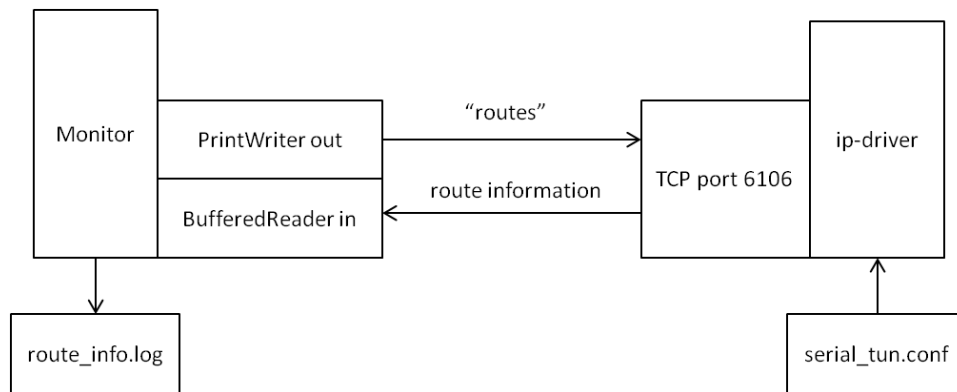 Monitor
PrintWriter out
BufferedReader in
“routes”
route information
TCP port 6106
ip-driver
route_info.log
serial_tun.conf